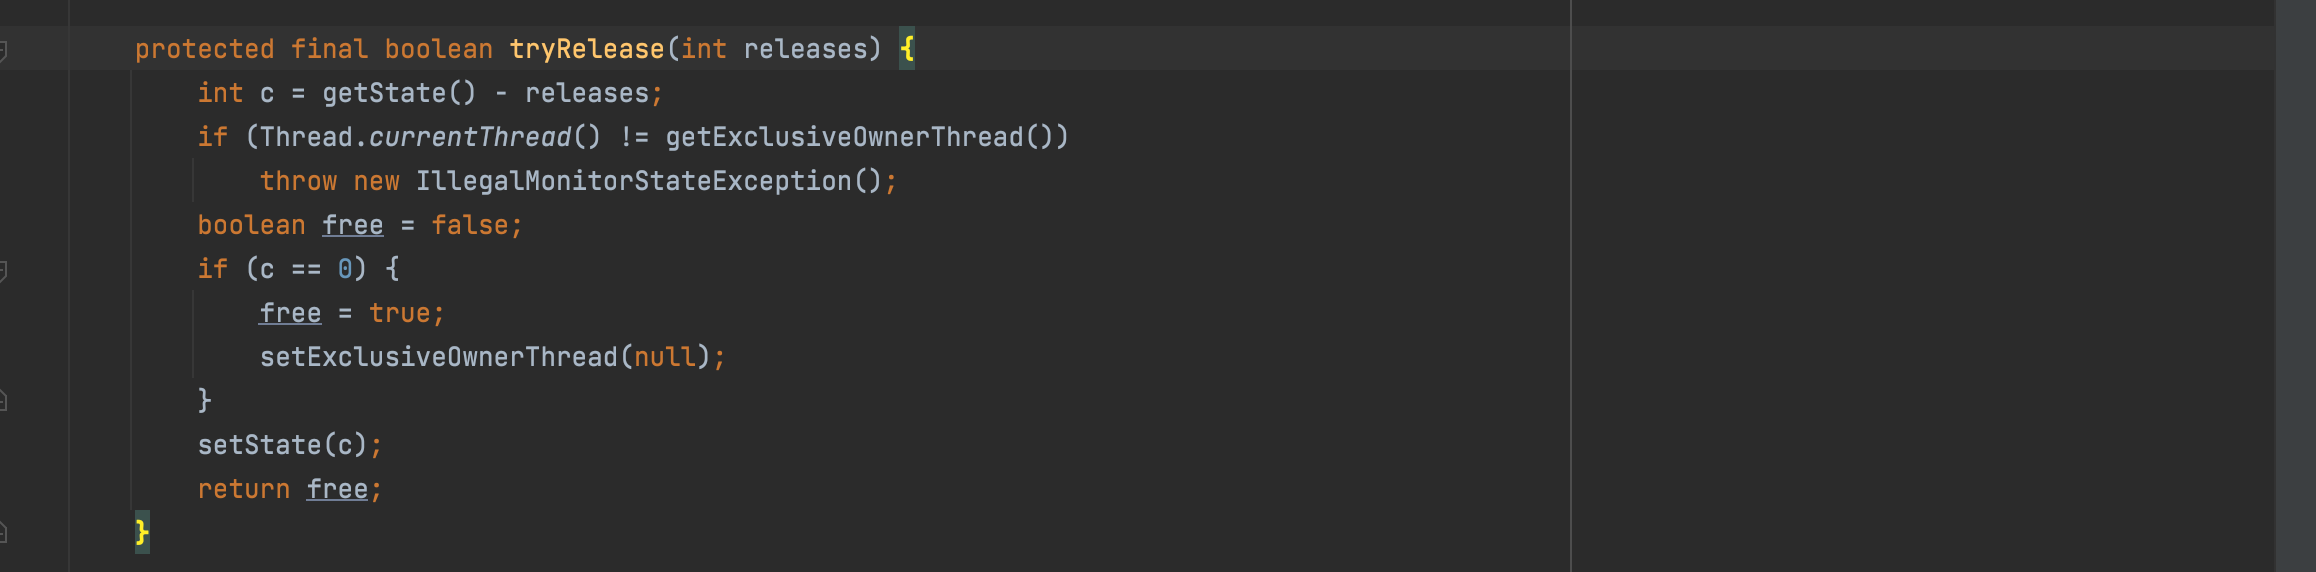 protected final boolean tryRelease(int releases) {
    int c = getState() - releases;
    if (Thread.currentThread() != getExclusiveOwnerThread())
        throw new IllegalMonitorStateException();
    boolean free = false;
    if (c == 0) {
        free = true;
        setExclusiveOwnerThread(null);
    }
    setState(c);
    return free;
}